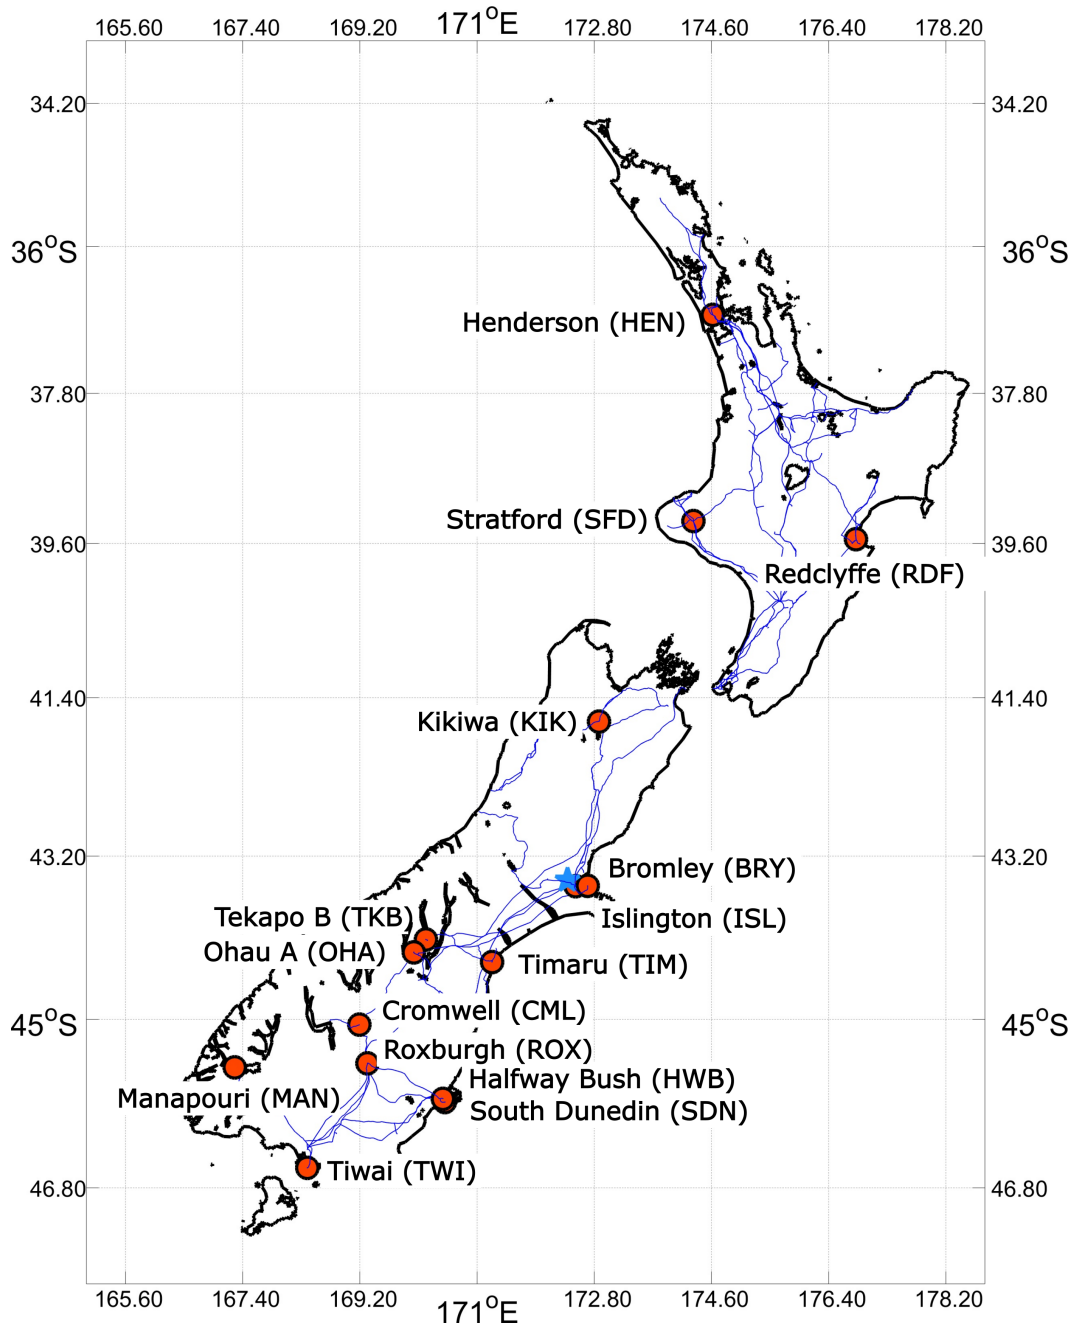 165.60 167.40 169.20 171°E 172.80 174.60 176.40 178.20
34.20 34.20
36°S 36°S
Henderson (HEN)
37.80 37.80
Stratford (SFD)
39.60 39.60
Redclyffe (RDF)
41.40 41.40
Kikiwa (KIK)
43.20 43.20
Bromley (BRY)
Tekapo B (TKB) Islington (ISL)
Ohau A (OHA) Timaru (TIM)
Cromwell (CML)
45°S 45°S
Roxburgh (ROX)
Halfway Bush (HWB)
Manapouri (MAN) South Dunedin (SDN)
Tiwai (TWI)
46.80 46.80
165.60 167.40 169.20 171°E 172.80 174.60 176.40 178.20